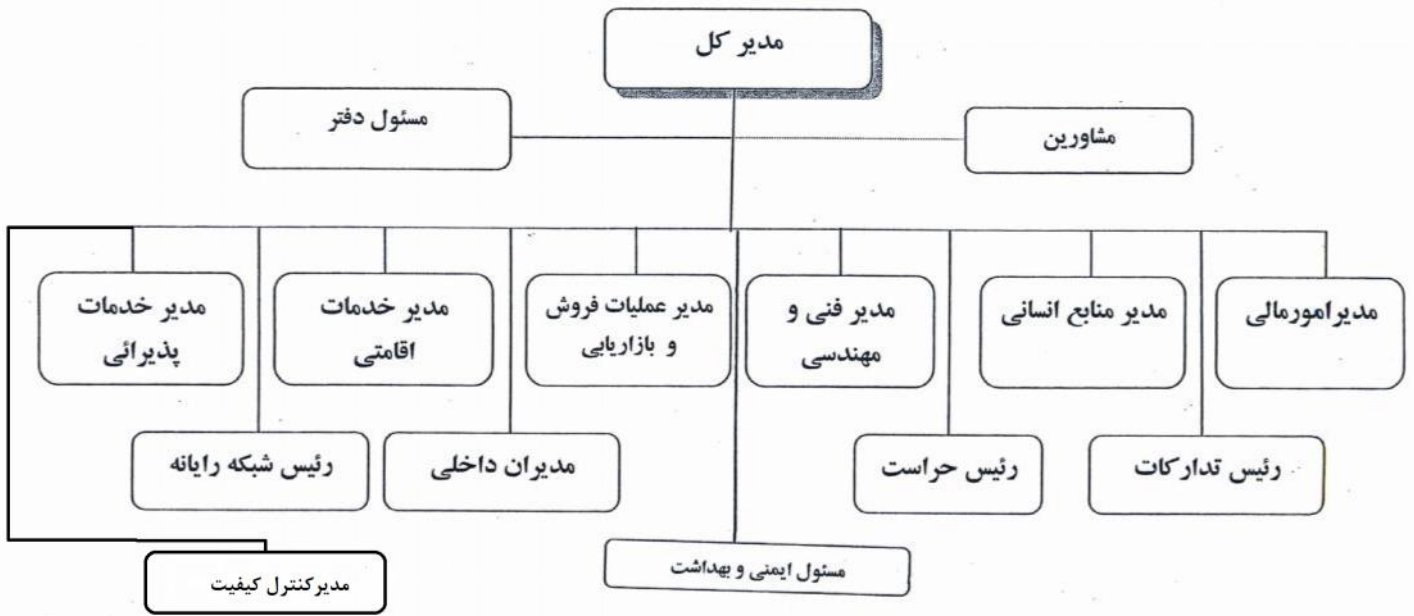 مدیر کل
مشاورین
مسئول دفتر
مدیرامورمالی
مدیر منابع انسانی
مدیر فنی و
مهندسی
مدیر عملیات فروش
و بازاریابی
مدیر خدمات
اقامتی
مدیر خدمات
پذیرائی
رئیس تدارکات
رئیس حراست
مدیران داخلی
رئیس شبکه رایانه
مسئول ایمنی و بهداشت
مدیرکنترل کیفیت